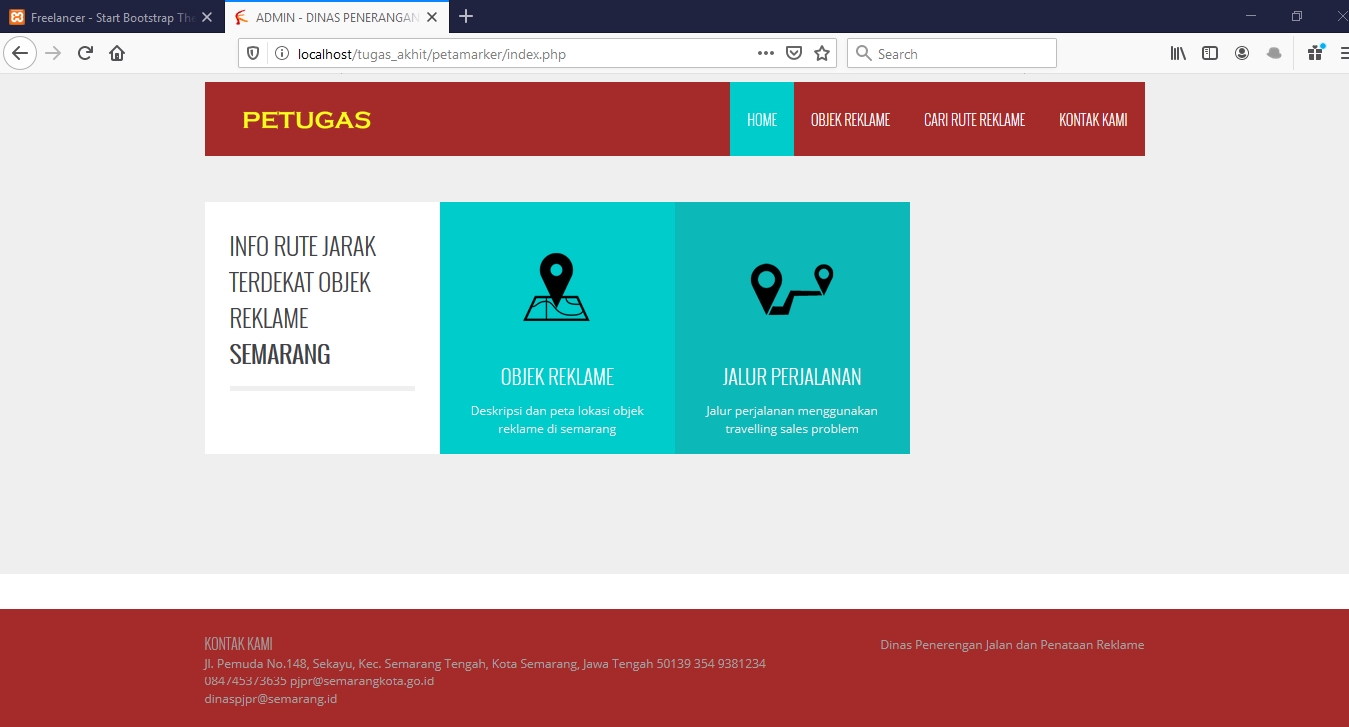 Freelancer - Start Bootstrap The
ADMIN - DINAS PENERANGAN
localhost/tugas_akhit/petamarker/index.php
Search
PETUGAS
HOME
OBJEK REKLAME
CARI RUTE REKLAME
KONTAK KAMI
INFO RUTE JARAK
TERDEKAT OBJEK
REKLAME
SEMARANG
OBJEK REKLAME
Deskripsi dan peta lokasi objek
reklame di semarang
JALUR PERJALANAN
Jalur perjalanan menggunakan
travelling sales problem
KONTAK KAMI
Jl. Pemuda No.148, Sekayu, Kec. Semarang Tengah, Kota Semarang, Jawa Tengah 50139 354 9381234
084745373635 pjpr@semarangkota.go.id
dinaspjpr@semarang.id
Dinas Penerengan Jalan dan Penataan Reklame